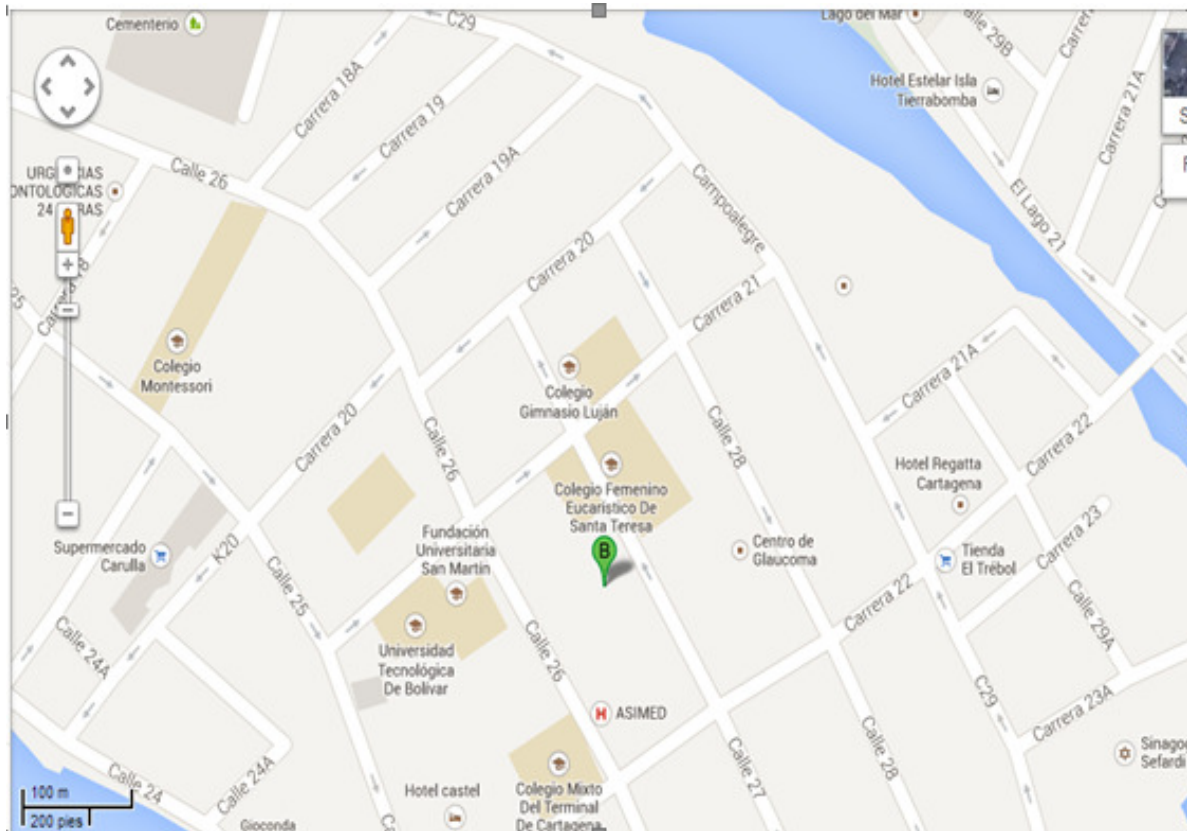 Cementerio
C29
Lago del Mar
Calle 29B
Hotel Estelar Isla
Tierrabomba
Carrera 18A
Carrera 19
Carrera 19A
Carrera 21A
Calle 26
24
Campoalegre
El Lago 21
Carrera 20
Carrera 21
Colegio
Montessori
Colegio
Gimnasio Luján
Carrera 21A
Carrera 20
Calle 26
Calle 28
Carrera 22
Hotel Regatta
Cartagena
Colegio Femenino
Eucarístico De
Santa Teresa
Carrera 23
Fundación
Universitaria
San Martín
B
Centro de
Glaucoma
Tienda
El Trébol
Supermercado
Carulla
K20
Calle 25
Carrera 22
Calle 29A
Calle 24A
Universidad
Tecnológica
De Bolívar
Calle 26
C29
Carrera 23A
H ASIMED
Calle 28
Calle 27
Calle 24
Calle 24A
Hotel castel
Colegio Mixto
Del Terminal
De Cartagena
Gioconda
100 m
200 pies